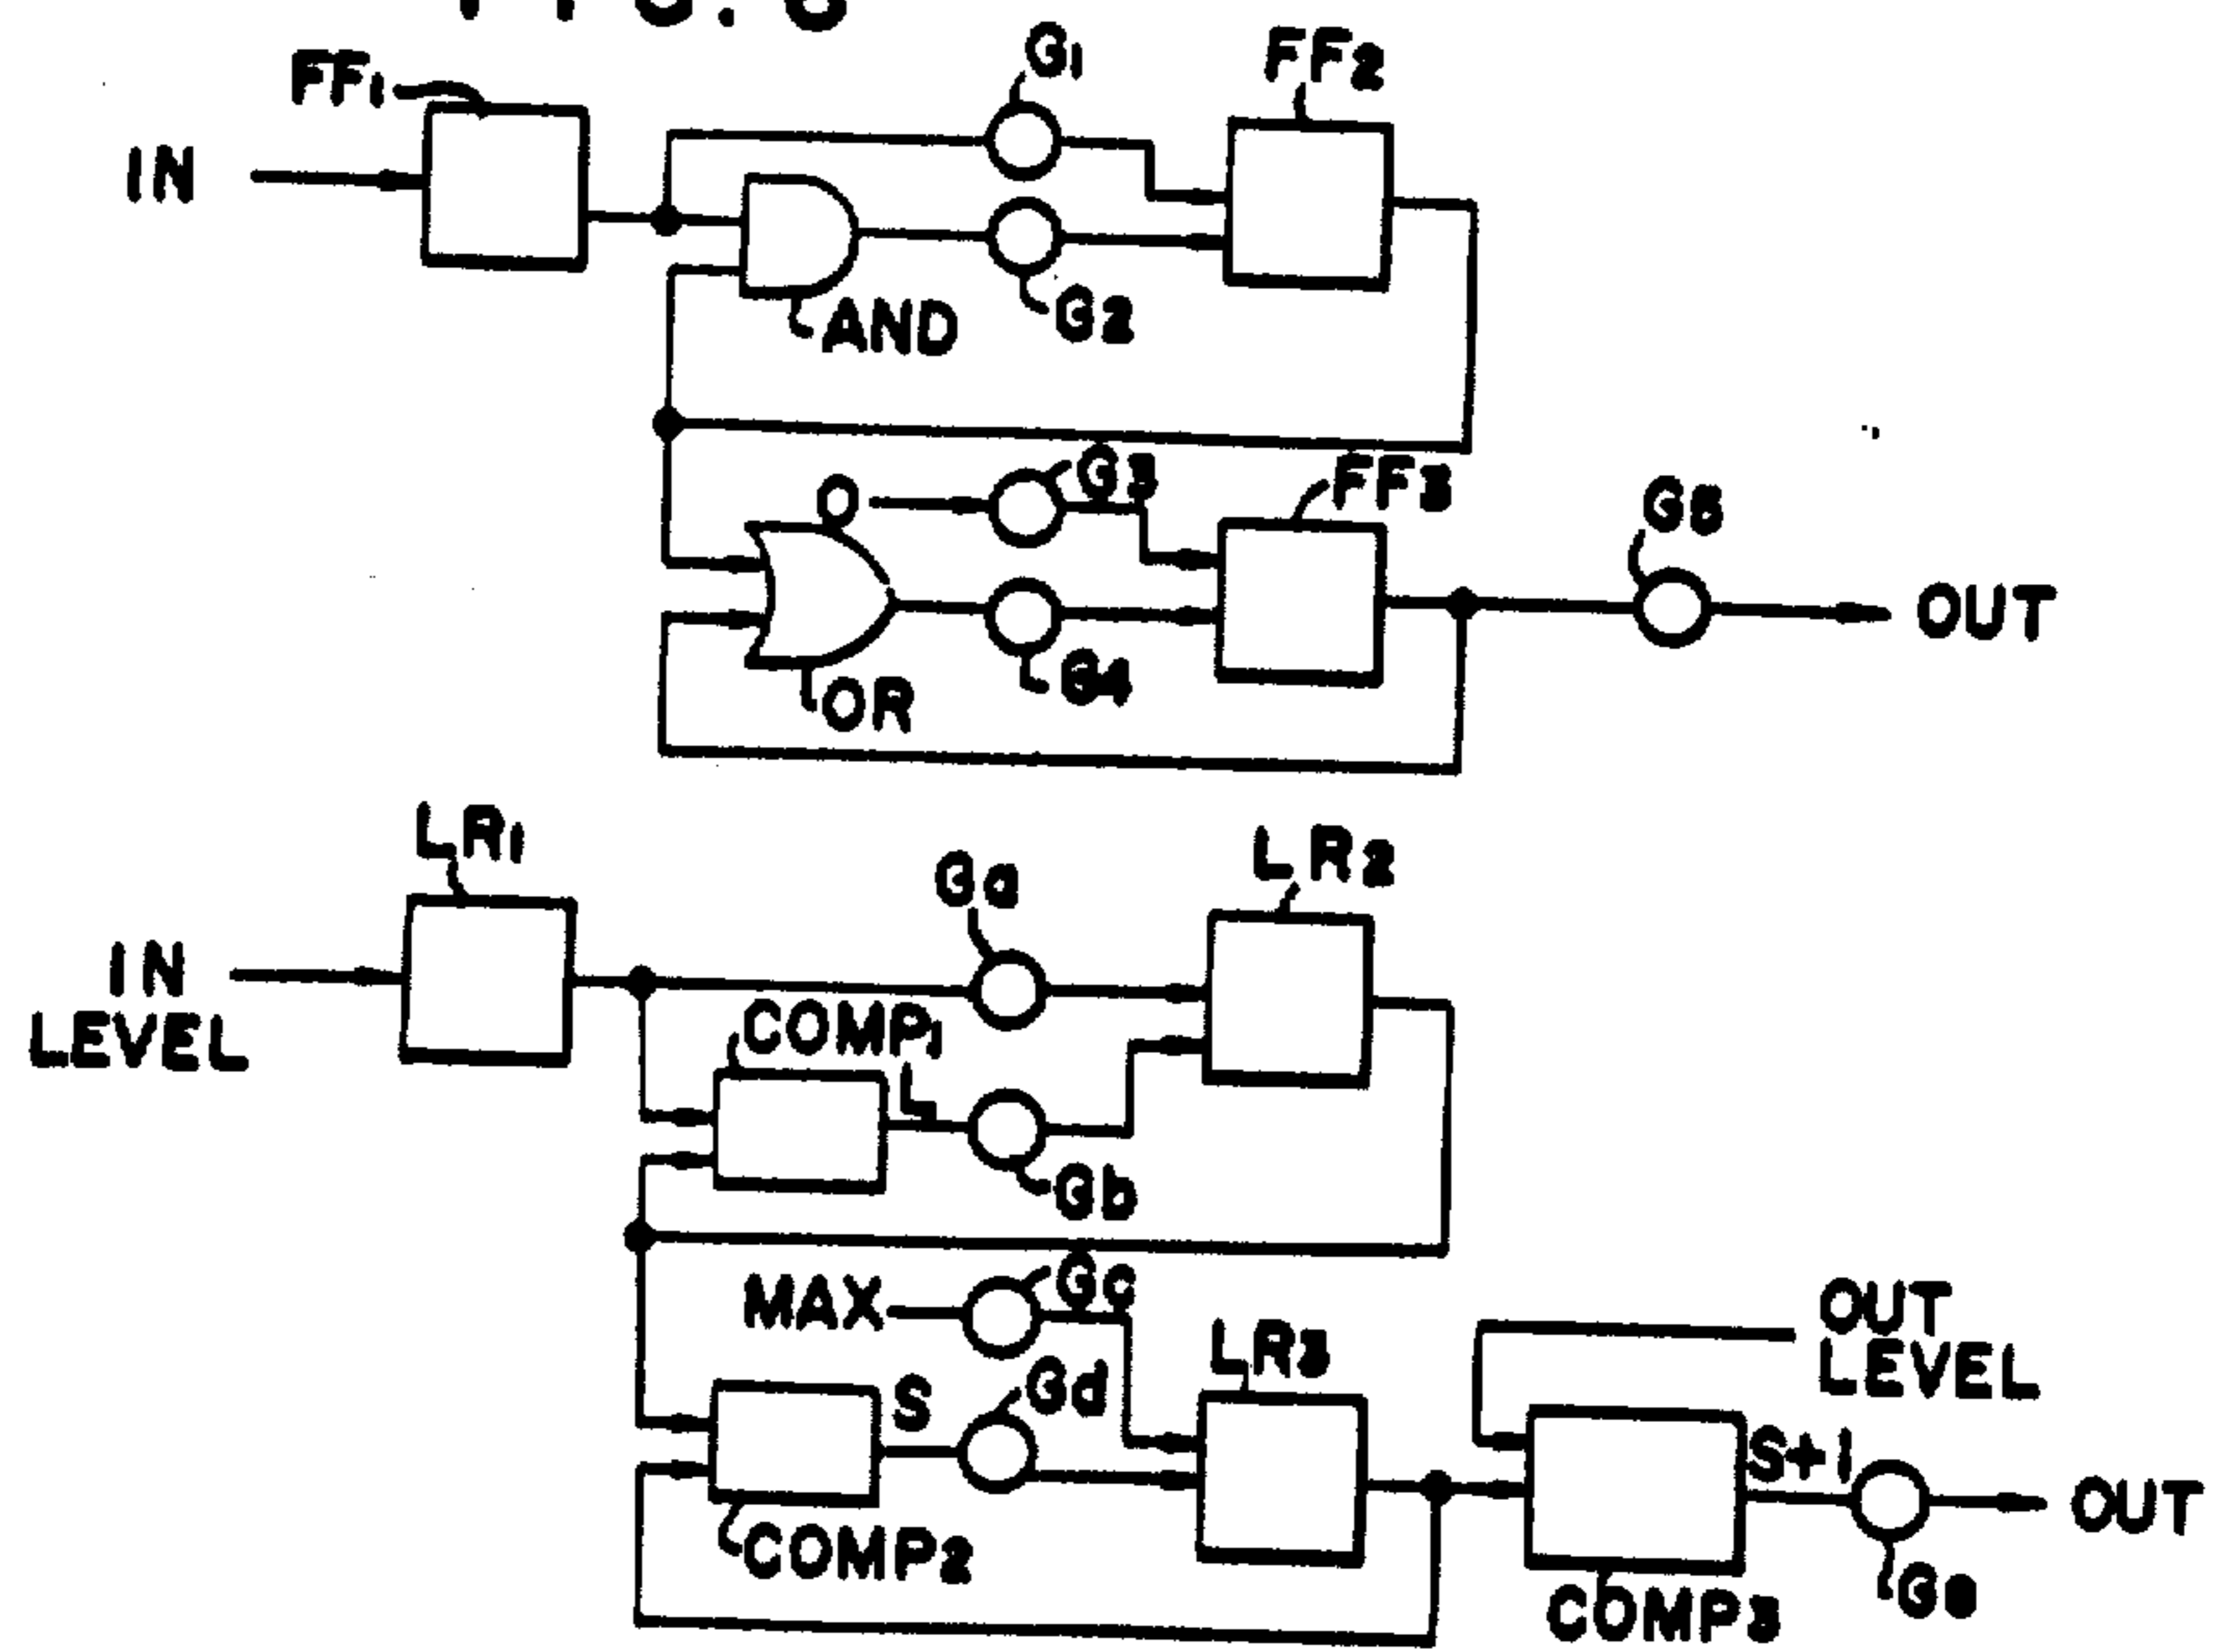 FF1
G1
FF2
IN
AND
G2
O
G3
FF3
G5
OUT
OR
G4
LR1
Ga
LR2
IN
LEVEL
COMP1
L
Gb
MAX
Gc
OUT
LEVEL
S
Gd
LR3
S+1
OUT
COMP2
COMP3